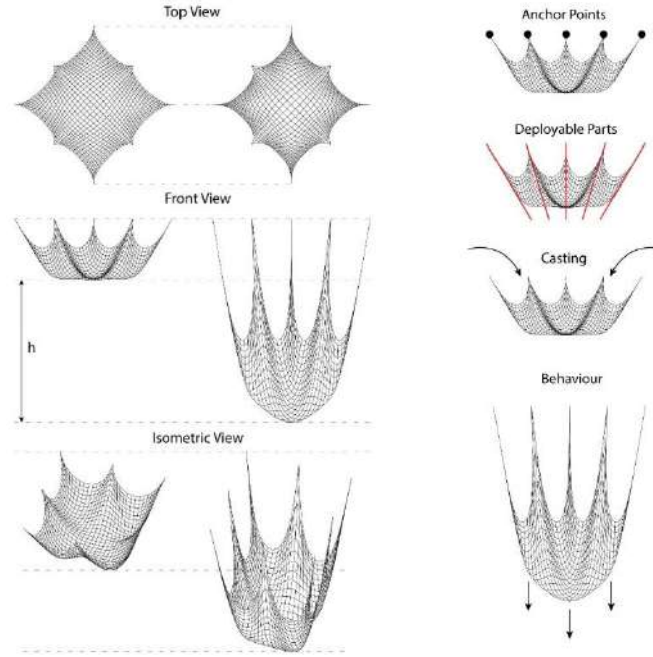 Top View
Front View
h
Isometric View
Anchor Points
Deployable Parts
Casting
Behaviour